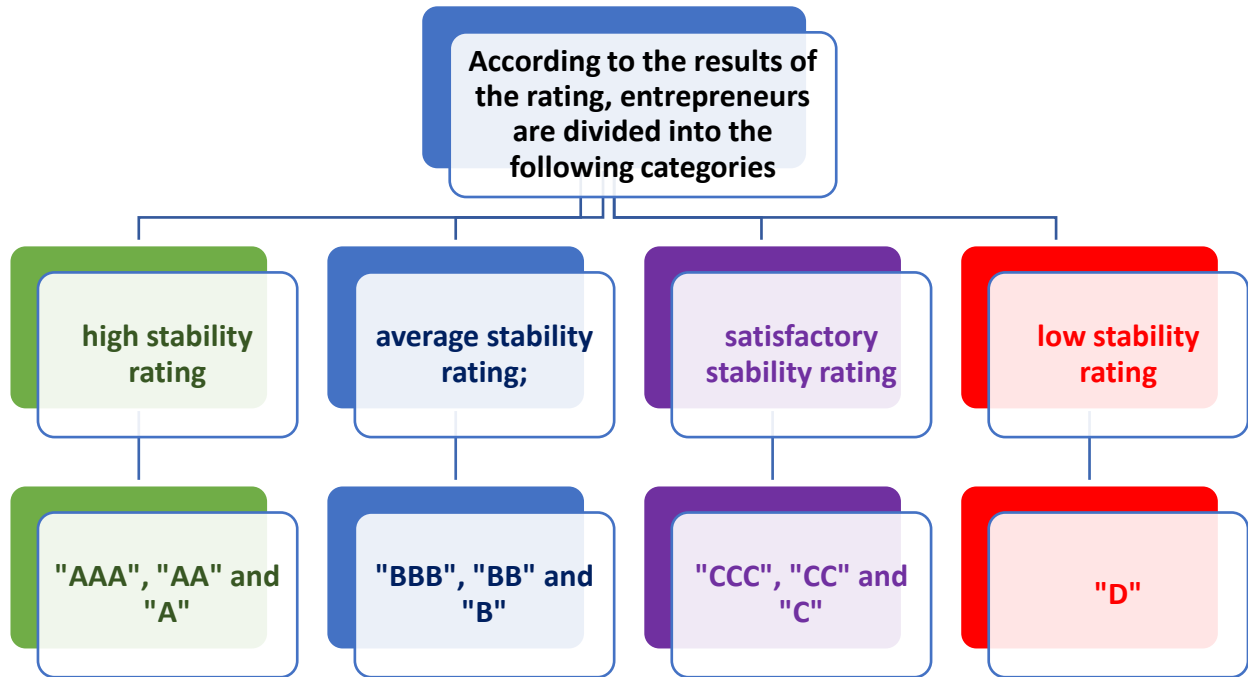 According to the results of
the rating, entrepreneurs
are divided into the
following categories
high stability
rating
average stability
rating;
satisfactory
stability rating
low stability
rating
"AAA", "AA" and
"A"
"BBB", "BB" and
"B"
"CCC", "CC" and
"C"
"D"